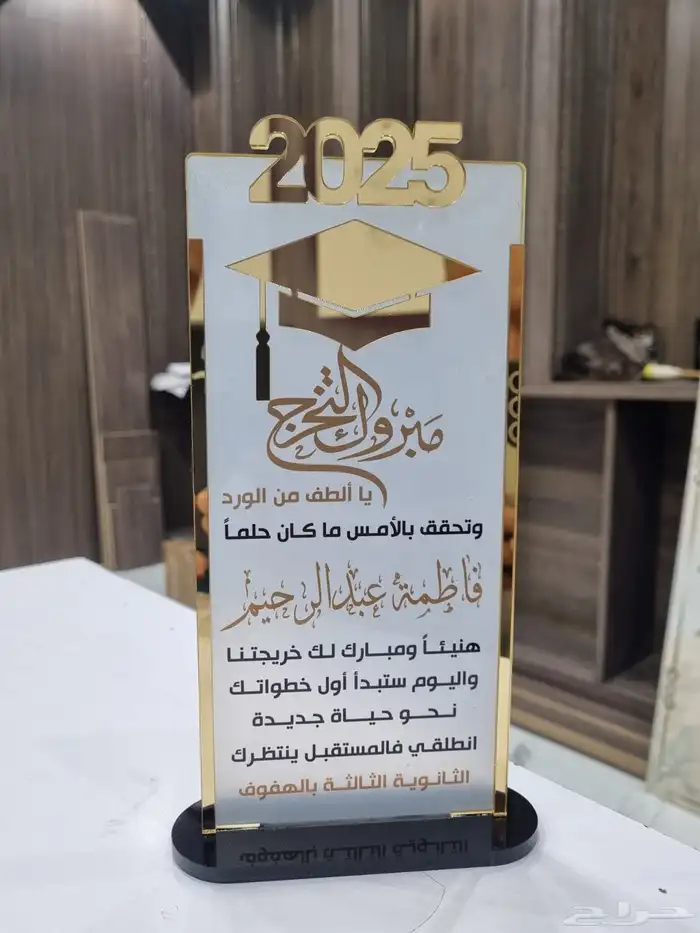 2025
مبروك التخرج
يا ألطف من الورد
وتحقق بالأمس ما كان حلماً
فاطمة عبدالرحيم
هنيئاً ومبارك لك خريجتنا
واليوم ستبدأ أول خطواتك
نحو حياة جديدة
انطلقي فالمستقبل ينتظرك
الثانوية الثالثة بالهفوف
حراج